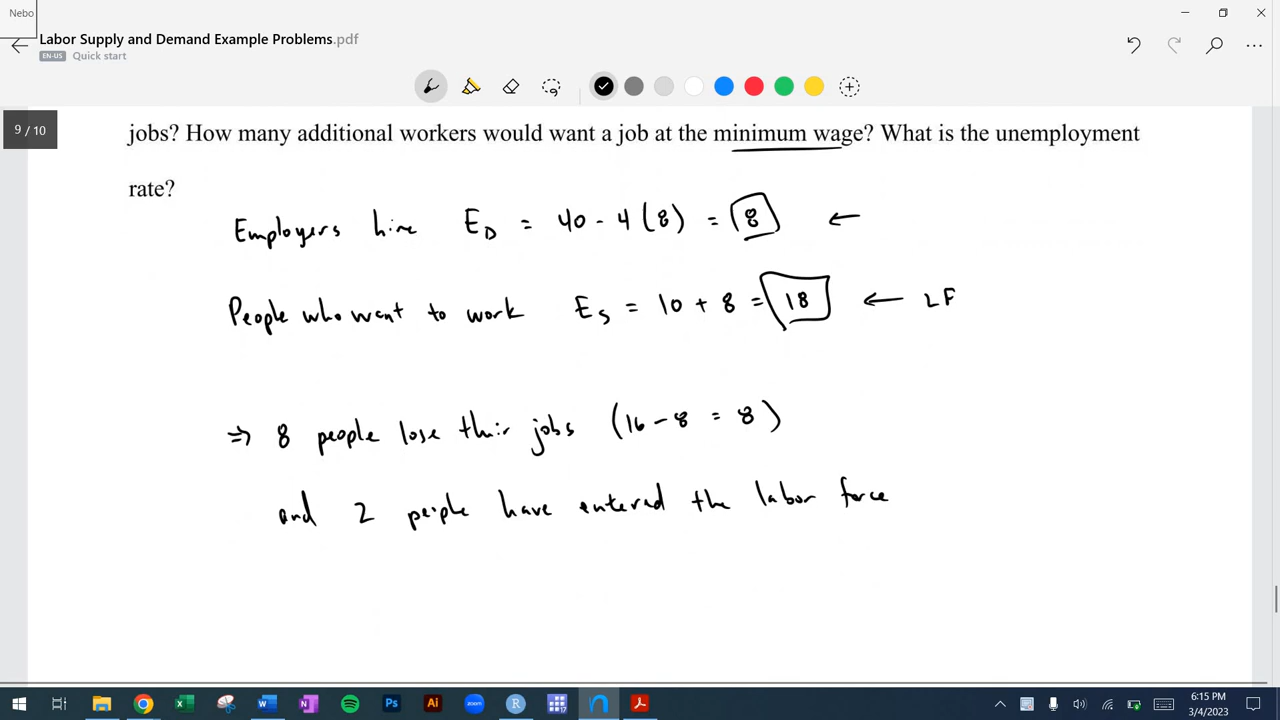 Nebo
Labor Supply and Demand Example Problems.pdf
EN-US Quick start
9 / 10
jobs? How many additional workers would want a job at the minimum wage? What is the unemployment
rate?
Employers hire E_D = 40 - 4(8) = 8 ←
People who want to work E_S = 10 + 8 = 18 ← LF
⇒ 8 people lose their jobs (16 - 8 = 8)
and 2 people have entered the labor force
6:15 PM
3/4/2023